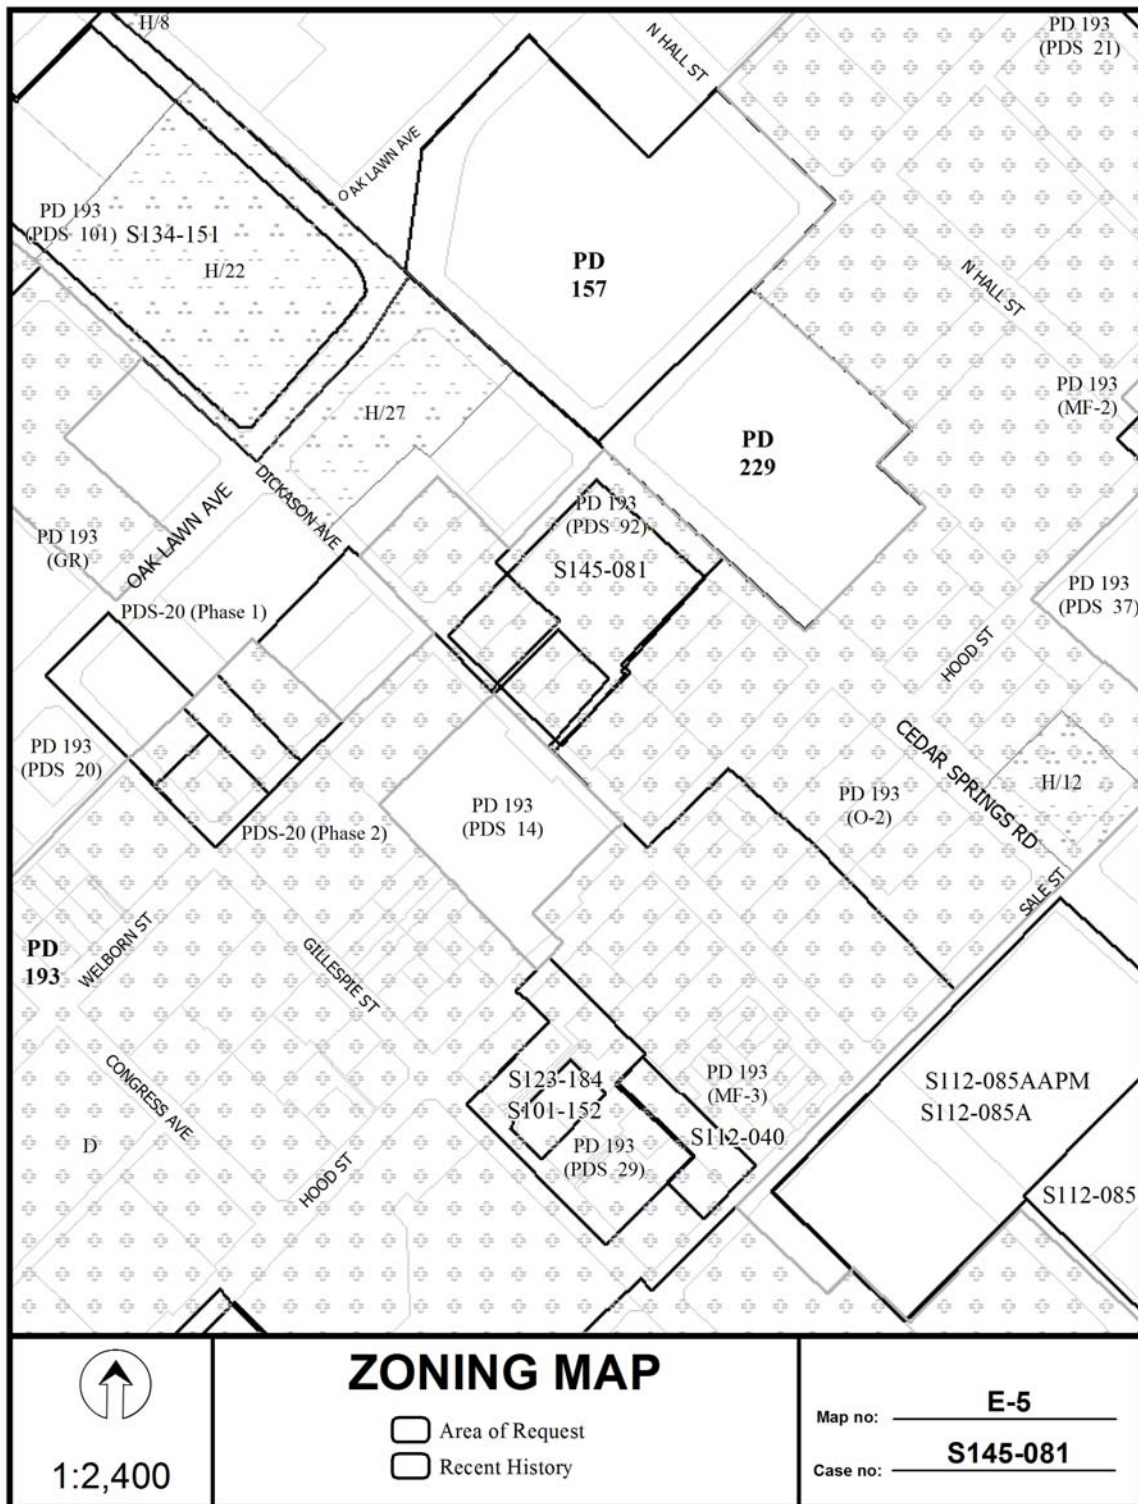 H/8
N HALL ST
PD 193
(PDS 21)
OAK LAWN AVE
PD 193
(PDS 101)
S134-151
H/22
PD
157
N HALL ST
PD 193
(MF-2)
H/27
PD
229
DICKASON AVE
OAK LAWN AVE
PD 193
(GR)
PD 193
(PDS 92)
S145-081
PD 193
(PDS 37)
PDS-20 (Phase 1)
HOOD ST
PD 193
(PDS 20)
CEDAR SPRINGS RD
H/12
PD 193
(PDS 14)
PD 193
(O-2)
PDS-20 (Phase 2)
SALE ST
PD
193
WELBORN ST
GILLESPIE ST
CONGRESS AVE
S123-184
S101-152
PD 193
(PDS 29)
PD 193
(MF-3)
S112-040
S112-085AAPM
S112-085A
S112-085
D
HOOD ST
1:2,400
ZONING MAP
Area of Request
Recent History
Map no: E-5
Case no: S145-081